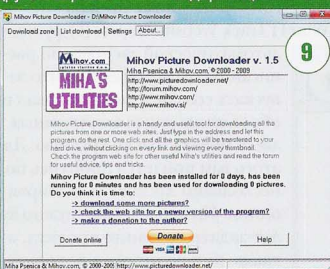 Mihov Picture Downloader - D:\Mihov Picture Downloader
Download zone List download Settings About...
9
Mihov.com
MIHA'S
UTILITIES
Mihov Picture Downloader v. 1.5
Miha Psenica & Mihov.com, © 2000 - 2009
http://www.picturedownloader.net/
http://forum.mihov.com/
http://www.mihov.com/
http://www.mihov.si/
Mihov Picture Downloader is a handy and useful tool for downloading all the
pictures from one or more web sites. Just type in the address and let this
program do the rest. One click and all the graphics will be transfered to your
hard drive, without clicking on every link and viewing every thumbnail.
Check the program web site for other useful Miha's utilities and read the forum
for useful advice, tips and tricks.
Mihov Picture Downloader has been installed for 0 days, has been
running for 0 minutes and has been used for downloading 0 pictures.
Do you think it is time to:
-> download some more pictures?
-> check the web site for a newer version of the program?
-> make a donation to the author?
Donate online
Donate
VISA
Help
Miha Psenica & Mihov.com, © 2000-2009 http://www.picturedownloader.net/